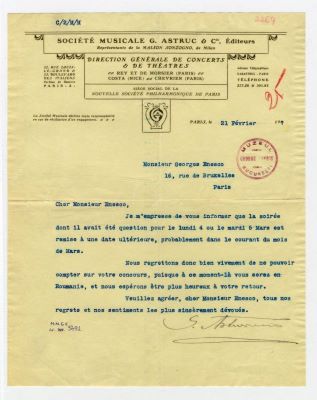 C/2/H/H
2269
SOCIÉTÉ MUSICALE G. ASTRUC & Cie, Éditeurs
Représentants de la MAISON SONZOGNO, de Milan
DIRECTION GÉNÉRALE DE CONCERTS
& DE THÉATRES
REY ET DE MORSIER (PARIS)
COSTA (NICE) CHEVRIER (PARIS)
SIÈGE SOCIAL DE LA
NOUVELLE SOCIÉTÉ PHILHARMONIQUE DE PARIS
TÉLÉPHONE
PARIS, le 21 Février
MUZEUL
BUCURESTI
Monsieur Georges Enesco
16, rue de Bruxelles
Paris
Cher Monsieur Enesco,
Je m'empresse de vous informer que la soirée
dont il avait été question pour le lundi 4 ou le mardi 5 Mars est
remise à une date ultérieure, probablement dans le courant du mois
de Mars.
Nous regrettons donc bien vivement de ne pouvoir
compter sur votre concours, puisque à ce moment-là vous serez en
Roumanie, et nous espérons être plus heureux à votre retour.
Veuillez agréer, cher Monsieur Enesco, tous nos
regrets et nos sentiments les plus sincèrement dévoués.
G. Astruc
M.N.G.E.